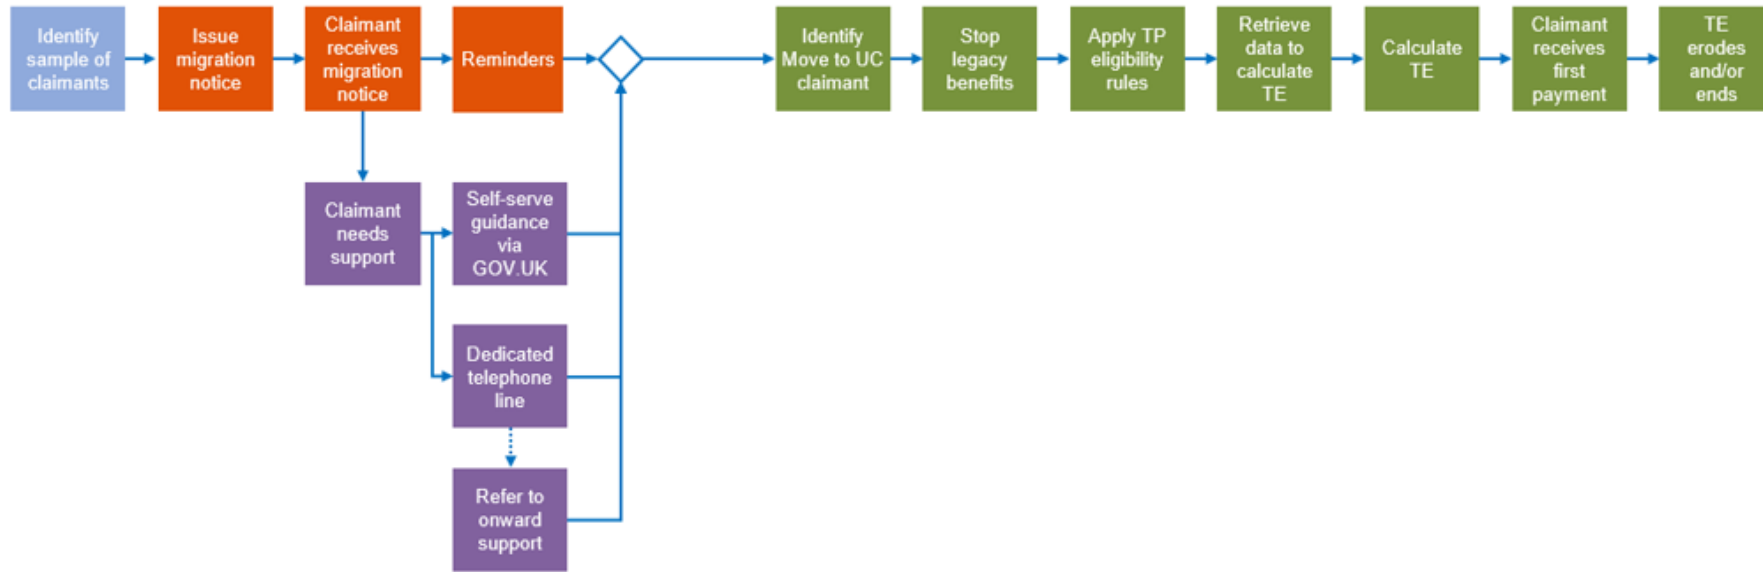 Identify
sample of
claimants
Issue
migration
notice
Claimant
receives
migration
notice
Reminders
Identify
Move to UC
claimant
Stop
legacy
benefits
Apply TP
eligibility
rules
Retrieve
data to
calculate
TE
Calculate
TE
Claimant
receives
first
payment
TE
erodes
and/or
ends
Claimant
needs
support
Self-serve
guidance
via
GOV.UK
Dedicated
telephone
line
Refer to
onward
support